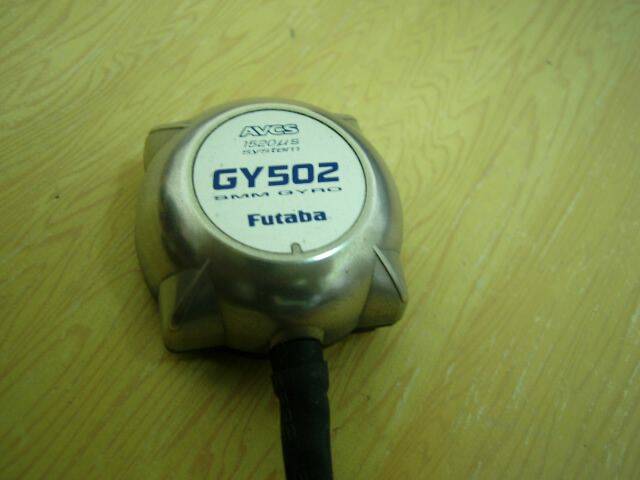 AVCS
1520μs
system
GY502
SMM GYRO
Futaba